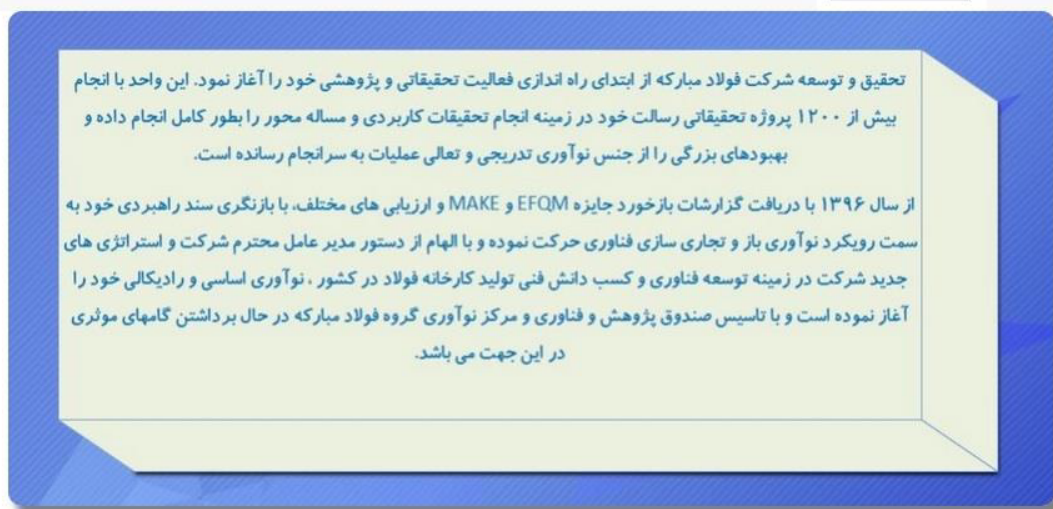 تحقیق و توسعه شرکت فولاد مبارکه از ابتدای راه اندازی فعالیت تحقیقاتی و پژوهشی خود را آغاز نمود. این واحد با انجام
بیش از ۱۲۰۰ پروژه تحقیقاتی رسالت خود در زمینه انجام تحقیقات کاربردی و مساله محور را بطور کامل انجام داده و
بهبودهای بزرگی را از جنس نوآوری تدریجی و تعالی عملیات به سرانجام رسانده است.
از سال ۱۳۹۶ با دریافت گزارشات بازخورد جایزه EFQM و MAKE و ارزیابی های مختلف، با بازنگری سند راهبردی خود به
سمت رویکرد نوآوری باز و تجاری سازی فناوری حرکت نموده و با الهام از دستور مدیر عامل محترم شرکت و استراتژی های
جدید شرکت در زمینه توسعه فناوری و کسب دانش فنی تولید کارخانه فولاد در کشور ، نوآوری اساسی و رادیکالی خود را
آغاز نموده است و با تاسیس صندوق پژوهش و فناوری و مرکز نوآوری گروه فولاد مبارکه در حال برداشتن گامهای موثری
در این جهت می باشد.